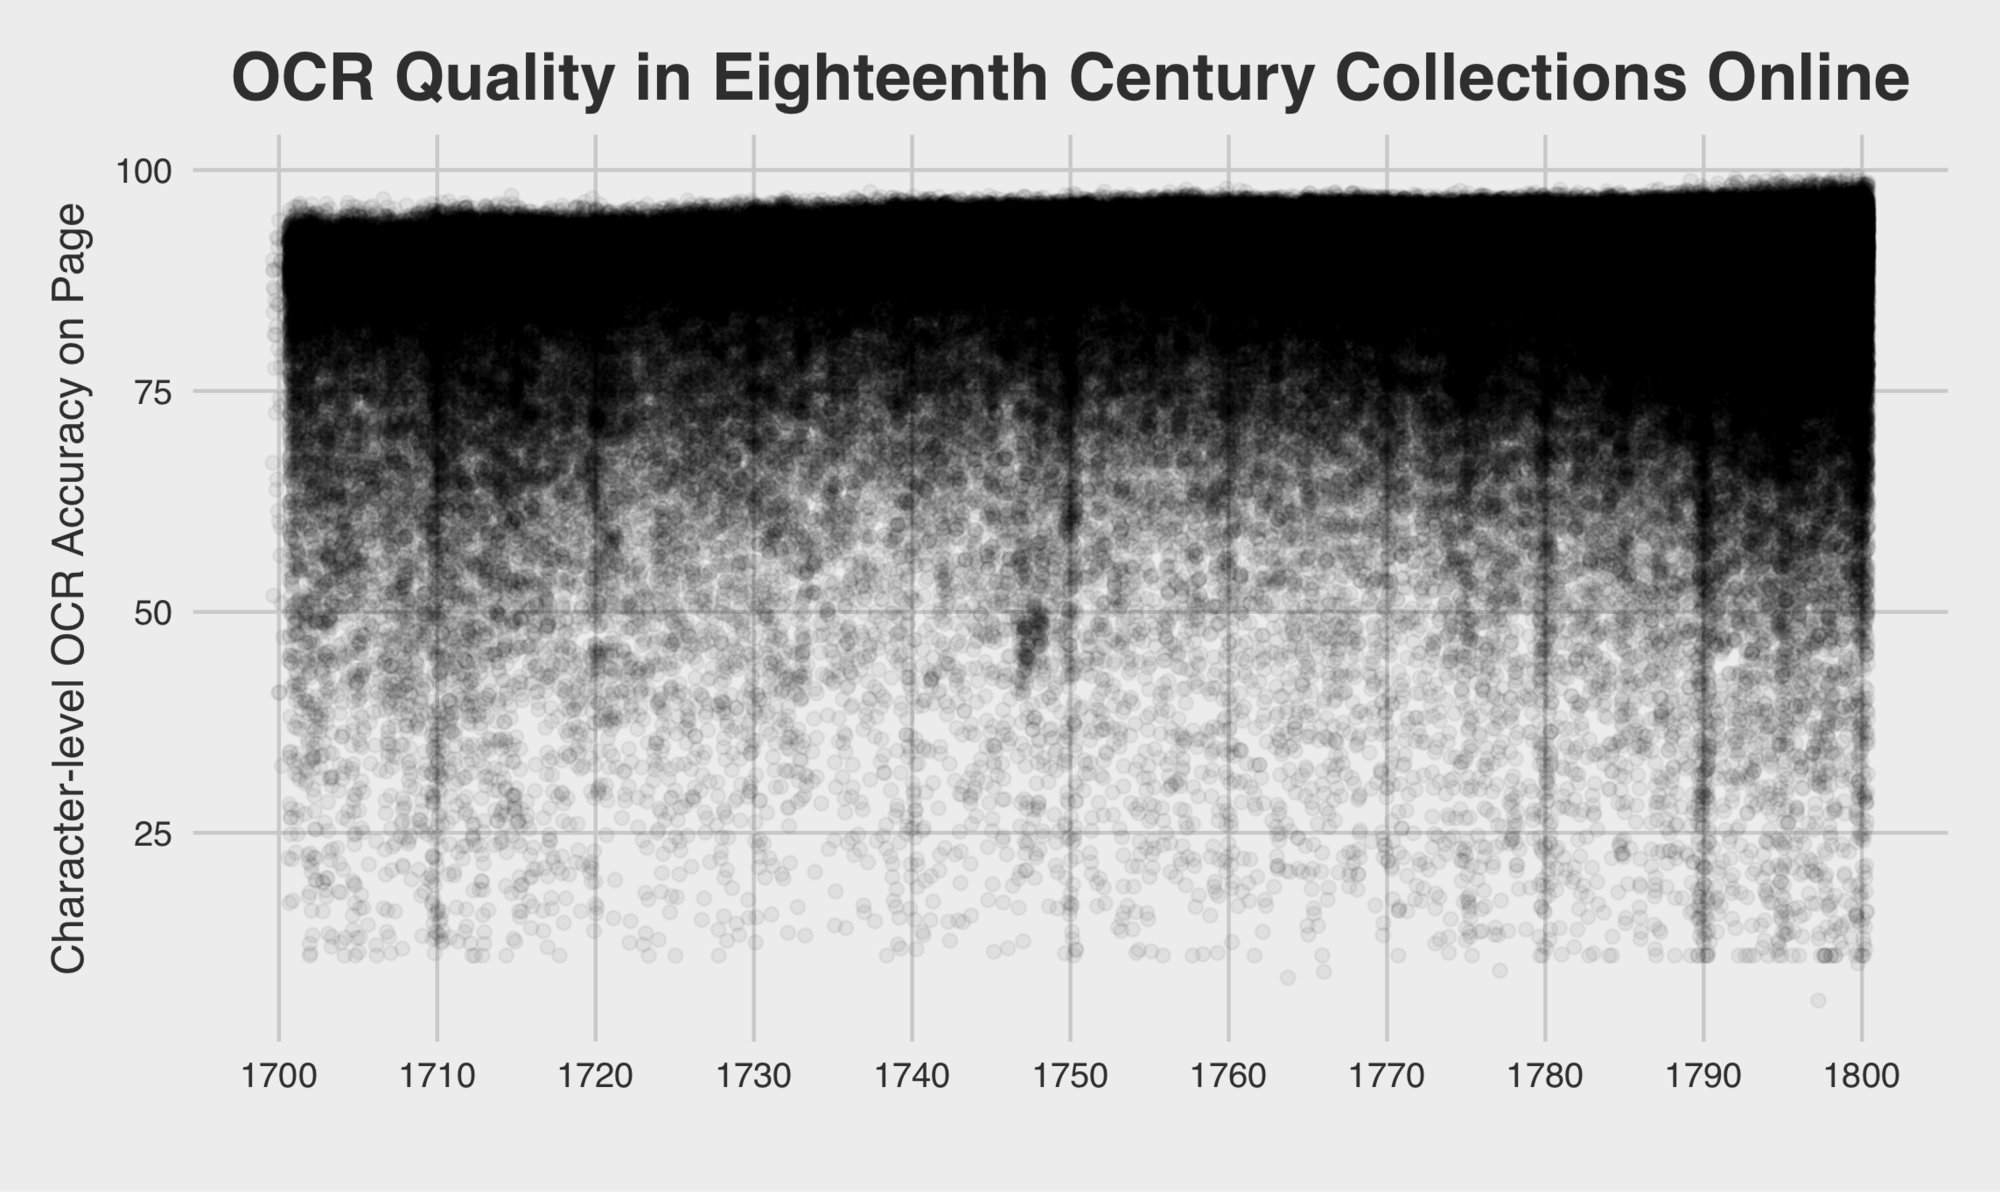 OCR Quality in Eighteenth Century Collections Online
Character-level OCR Accuracy on Page
100
75
50
25
1700 1710 1720 1730 1740 1750 1760 1770 1780 1790 1800